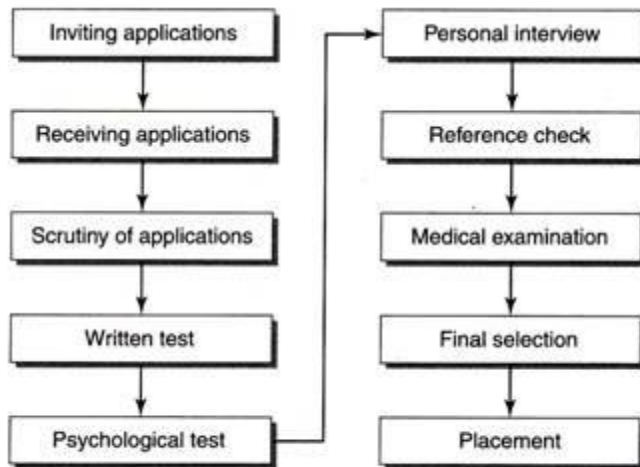 Inviting applications
Receiving applications
Scrutiny of applications
Written test
Psychological test
Personal interview
Reference check
Medical examination
Final selection
Placement